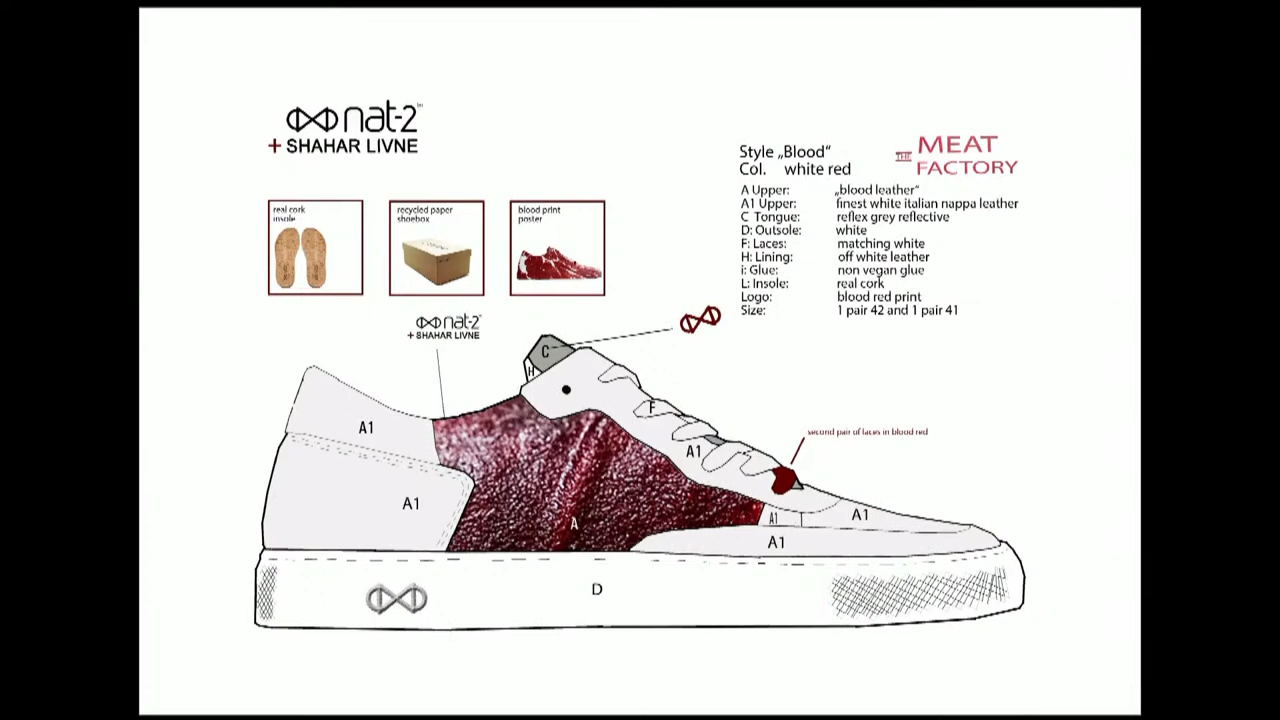 nat-2™
+ SHAHAR LIVNE
Style „Blood“
Col. white red
THE MEAT
FACTORY
A Upper: „blood leather“
A1 Upper: finest white italian nappa leather
C Tongue: reflex grey reflective
D: Outsole: white
F: Laces: matching white
H: Lining: off white leather
i: Glue: non vegan glue
L: Insole: real cork
Logo: blood red print
Size: 1 pair 42 and 1 pair 41
real cork
insole
recycled paper
shoebox
blood print
poster
nat-2
+ SHAHAR LIVNE
C
H
F
A1
A1
second pair of laces in blood red
A1
A
A1
A1
A1
D